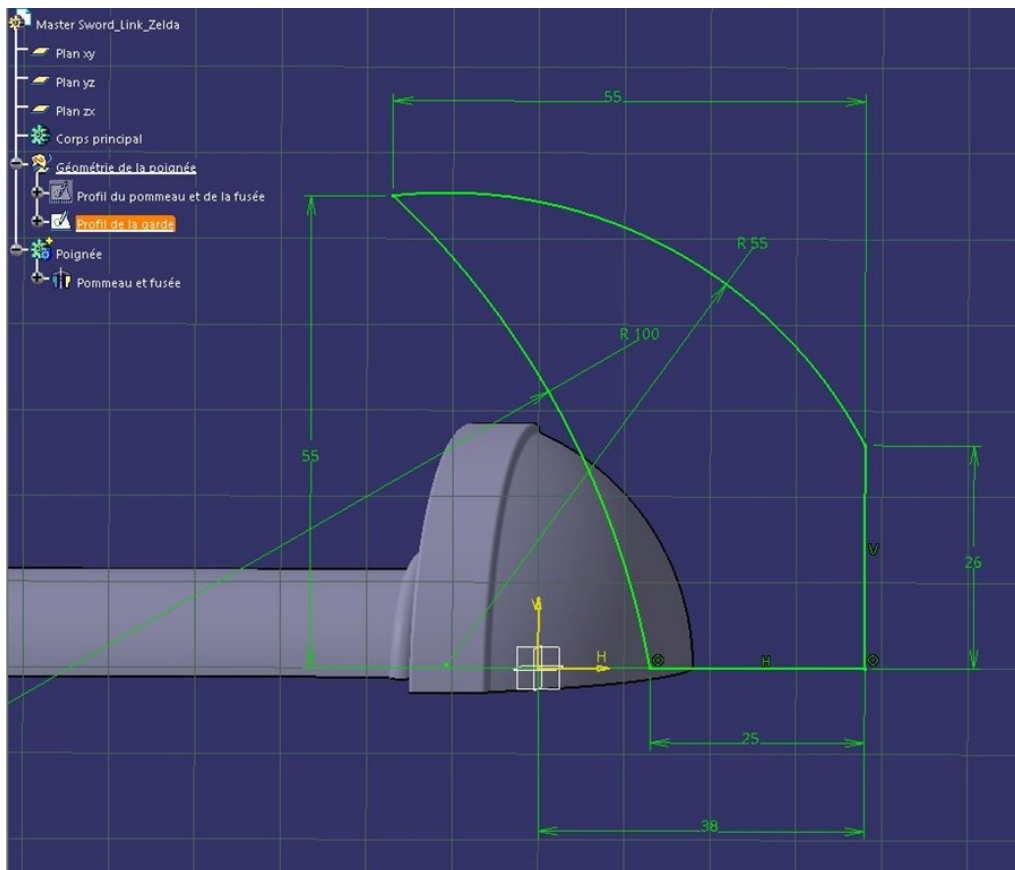 Master Sword_Link_Zelda
Plan xy
Plan yz
Plan zx
Corps principal
Géométrie de la poignée
Profil du pommeau et de la fusée
Profil de la garde
Poignée
Pommeau et fusée
55
R 55
R 100
55
V
26
V
H
H
25
38